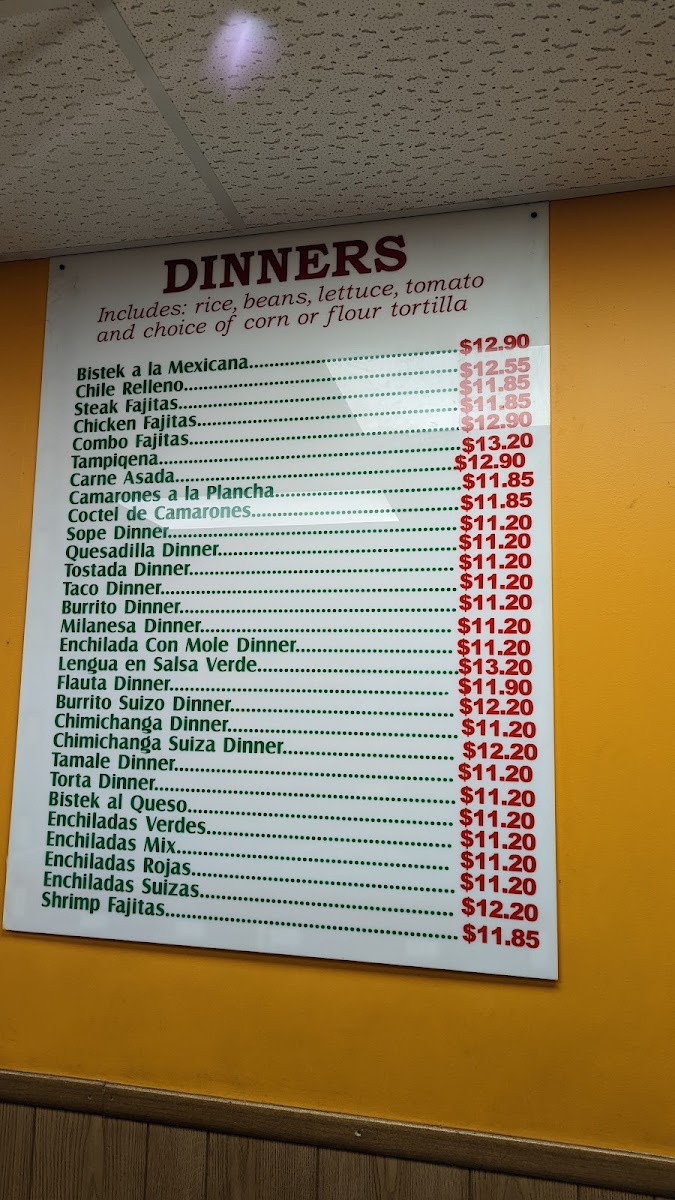 DINNERS
Includes: rice, beans, lettuce, tomato
and choice of corn or flour tortilla
Bistek a la Mexicana $12.90
Chile Relleno $12.55
Steak Fajitas $11.85
Chicken Fajitas $11.85
Combo Fajitas $12.90
Tampiqena $13.20
Carne Asada $12.90
Camarones a la Plancha $11.85
Coctel de Camarones $11.85
Sope Dinner $11.20
Quesadilla Dinner $11.20
Tostada Dinner $11.20
Taco Dinner $11.20
Burrito Dinner $11.20
Milanesa Dinner $11.20
Enchilada Con Mole Dinner $11.20
Lengua en Salsa Verde $13.20
Flauta Dinner $11.90
Burrito Suizo Dinner $12.20
Chimichanga Dinner $11.20
Chimichanga Suiza Dinner $12.20
Tamale Dinner $11.20
Torta Dinner $11.20
Bistek al Queso $11.20
Enchiladas Verdes $11.20
Enchiladas Mix $11.20
Enchiladas Rojas $11.20
Enchiladas Suizas $12.20
Shrimp Fajitas $11.85